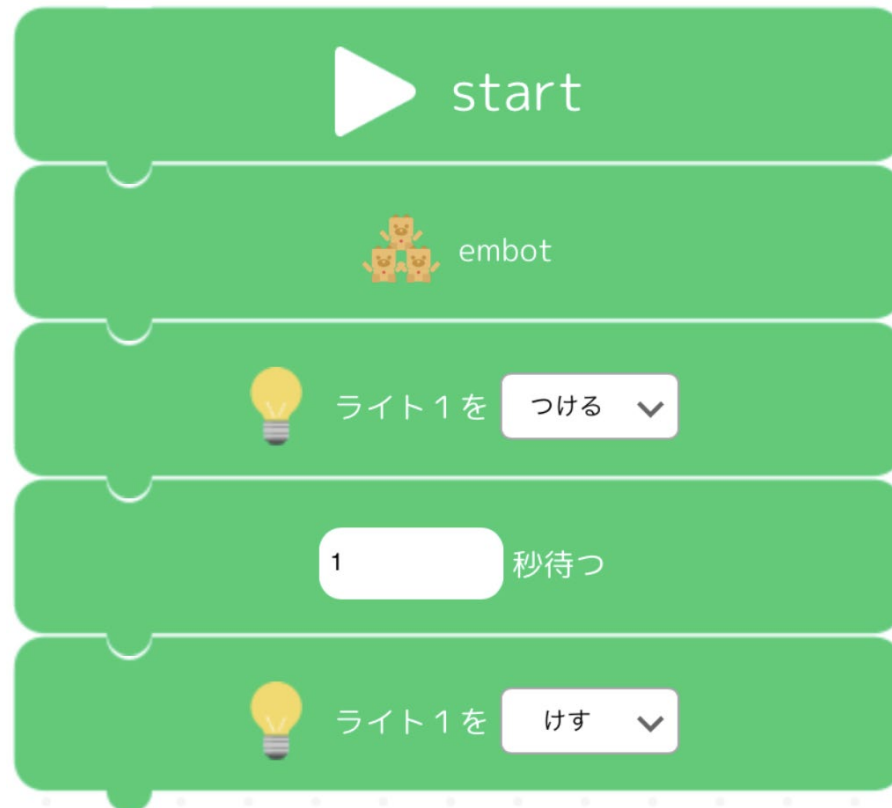 start
embot
ライト1を つける
1 秒待つ
ライト1を けす